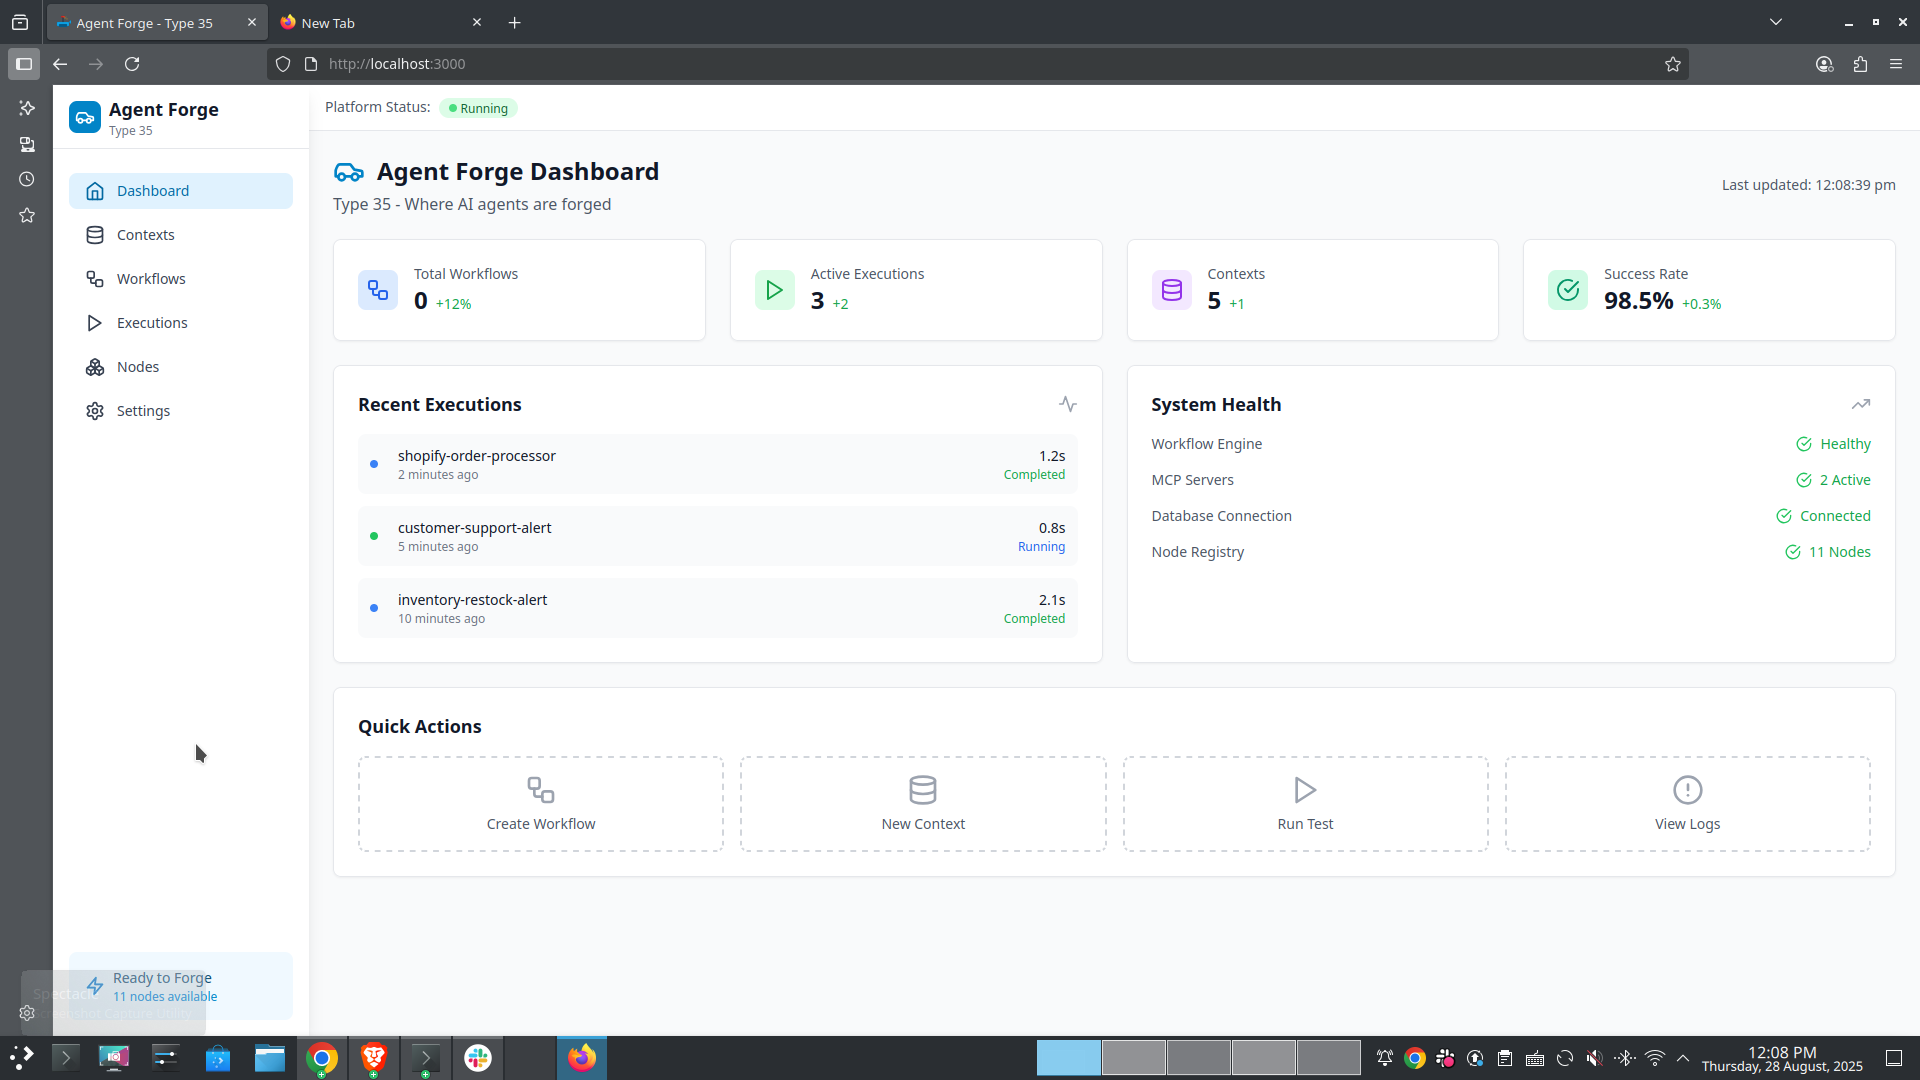 Agent Forge - Type 35
New Tab
http://localhost:3000
Agent Forge
Type 35
Platform Status: Running
Dashboard
Contexts
Workflows
Executions
Nodes
Settings
Agent Forge Dashboard
Type 35 - Where AI agents are forged
Last updated: 12:08:39 pm
Total Workflows
0 +12%
Active Executions
3 +2
Contexts
5 +1
Success Rate
98.5% +0.3%
Recent Executions
shopify-order-processor 1.2s
2 minutes ago Completed
customer-support-alert 0.8s
5 minutes ago Running
inventory-restock-alert 2.1s
10 minutes ago Completed
System Health
Workflow Engine Healthy
MCP Servers 2 Active
Database Connection Connected
Node Registry 11 Nodes
Quick Actions
Create Workflow
New Context
Run Test
View Logs
Ready to Forge
11 nodes available
Spectacle
Screenshot Capture Utility
12:08 PM
Thursday, 28 August, 2025